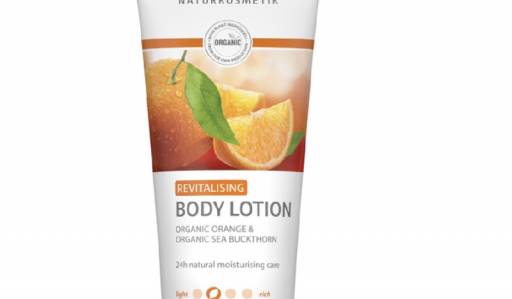 NATURKOSMETIK
ORGANIC
REVITALISING
BODY LOTION
ORGANIC ORANGE &
ORGANIC SEA BUCKTHORN
24h natural moisturising care
light
rich